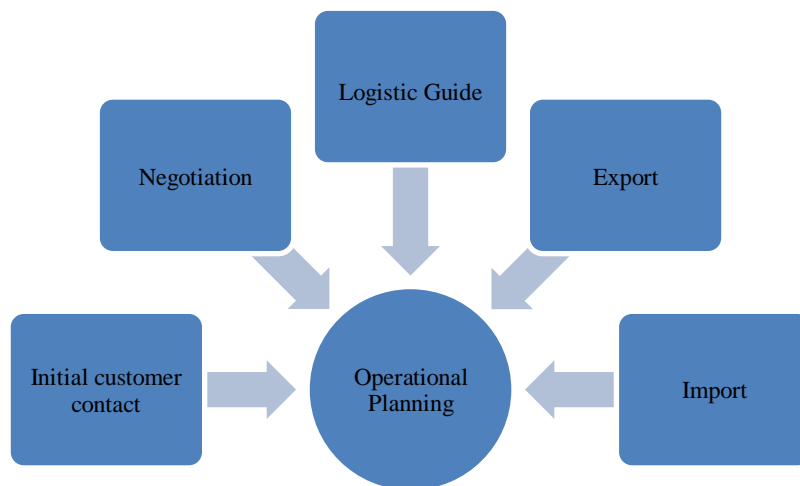 Logistic Guide
Negotiation
Export
Initial customer
contact
Operational
Planning
Import